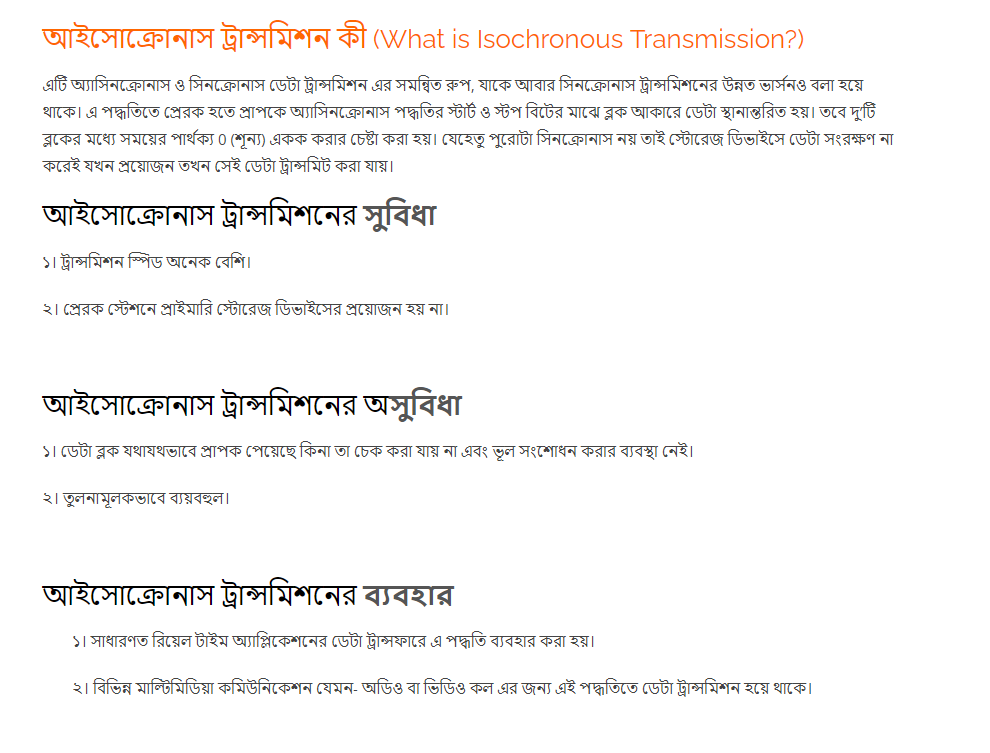 আইসোক্রোনাস ট্রান্সমিশন কী (What is Isochronous Transmission?)
এটি অ্যাসিনক্রোনাস ও সিনক্রোনাস ডেটা ট্রান্সমিশন এর সমন্বিত রুপ, যাকে আবার সিনক্রোনাস ট্রান্সমিশনের উন্নত ভার্সনও বলা হয়ে
থাকে। এ পদ্ধতিতে প্রেরক হতে প্রাপকে অ্যাসিনক্রোনাস পদ্ধতির স্টার্ট ও স্টপ বিটের মাঝে ব্লক আকারে ডেটা স্থানান্তরিত হয়। তবে দু’টি
ব্লকের মধ্যে সময়ের পার্থক্য 0 (শূন্য) একক করার চেষ্টা করা হয়। যেহেতু পুরোটা সিনক্রোনাস নয় তাই স্টোরেজ ডিভাইসে ডেটা সংরক্ষণ না
করেই যখন প্রয়োজন তখন সেই ডেটা ট্রান্সমিট করা যায়।
আইসোক্রোনাস ট্রান্সমিশনের সুবিধা
১। ট্রান্সমিশন স্পিড অনেক বেশি।
২। প্রেরক স্টেশনে প্রাইমারি স্টোরেজ ডিভাইসের প্রয়োজন হয় না।
আইসোক্রোনাস ট্রান্সমিশনের অসুবিধা
১। ডেটা ব্লক যথাযথভাবে প্রাপক পেয়েছে কিনা তা চেক করা যায় না এবং ভূল সংশোধন করার ব্যবস্থা নেই।
২। তুলনামূলকভাবে ব্যয়বহুল।
আইসোক্রোনাস ট্রান্সমিশনের ব্যবহার
১। সাধারণত রিয়েল টাইম অ্যাপ্লিকেশনের ডেটা ট্রান্সফারে এ পদ্ধতি ব্যবহার করা হয়।
২। বিভিন্ন মাল্টিমিডিয়া কমিউনিকেশন যেমন- অডিও বা ভিডিও কল এর জন্য এই পদ্ধতিতে ডেটা ট্রান্সমিশন হয়ে থাকে।